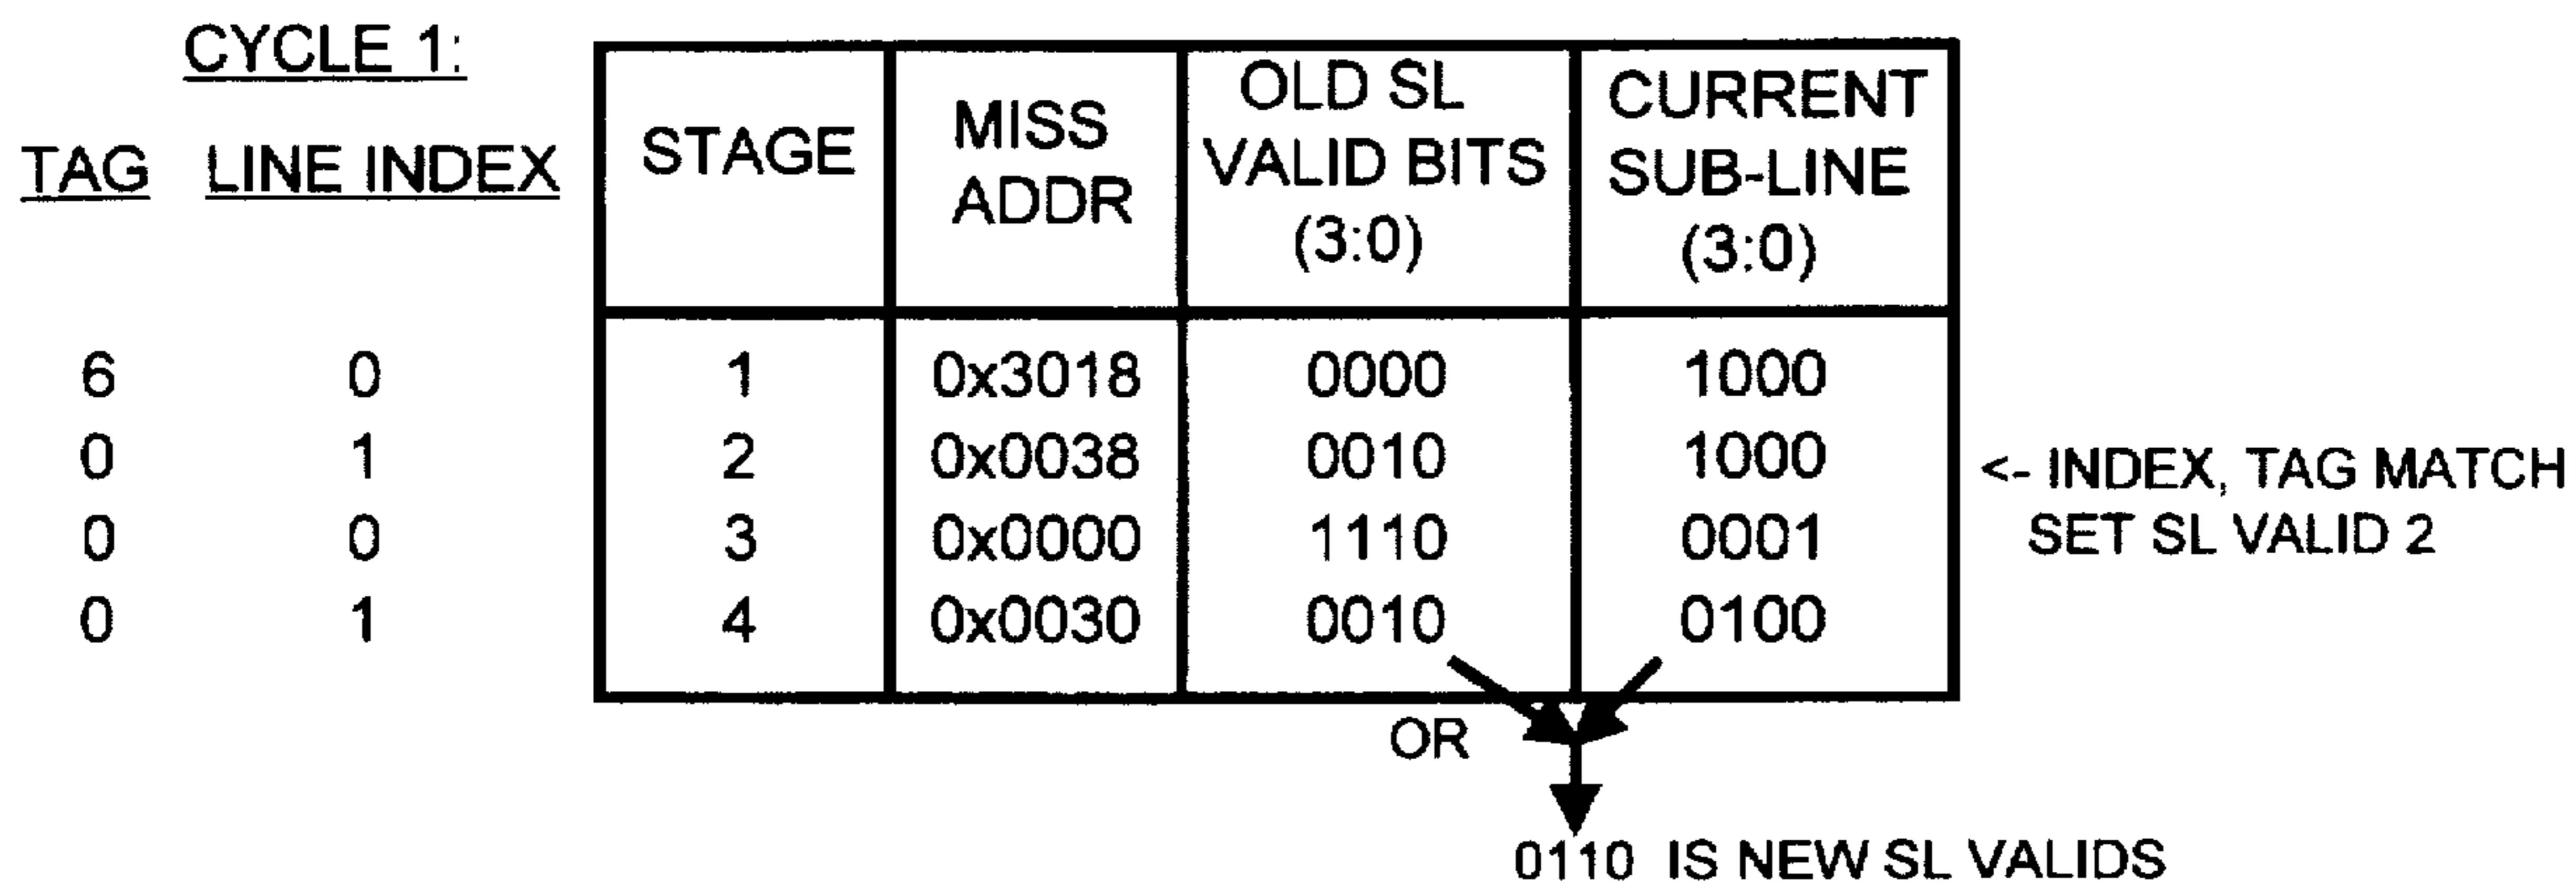 CYCLE 1:
TAG LINE INDEX
STAGE
MISS
ADDR
OLD SL
VALID BITS
(3:0)
CURRENT
SUB-LINE
(3:0)
6 0 1 0x3018 0000 1000
0 1 2 0x0038 0010 1000
0 0 3 0x0000 1110 0001
0 1 4 0x0030 0010 0100
<- INDEX, TAG MATCH
SET SL VALID 2
OR
0110 IS NEW SL VALIDS